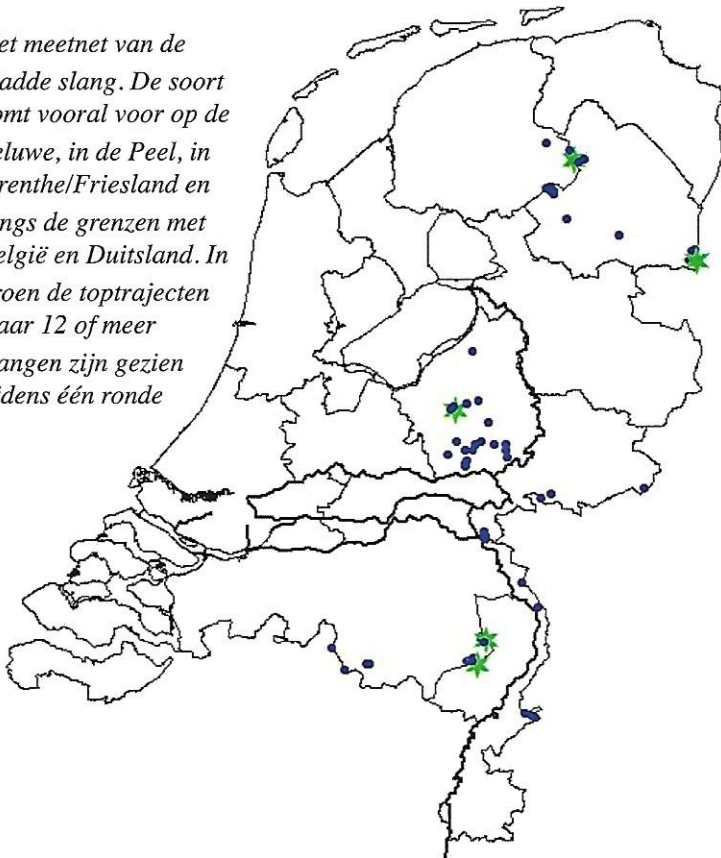 et meetnet van de
adde slang. De soort
omt vooral voor op de
eluwe, in de Peel, in
renthe/Friesland en
ngs de grenzen met
elgië en Duitsland. In
roen de toptrajecten
aar 12 of meer
angen zijn gezien
jdens één ronde